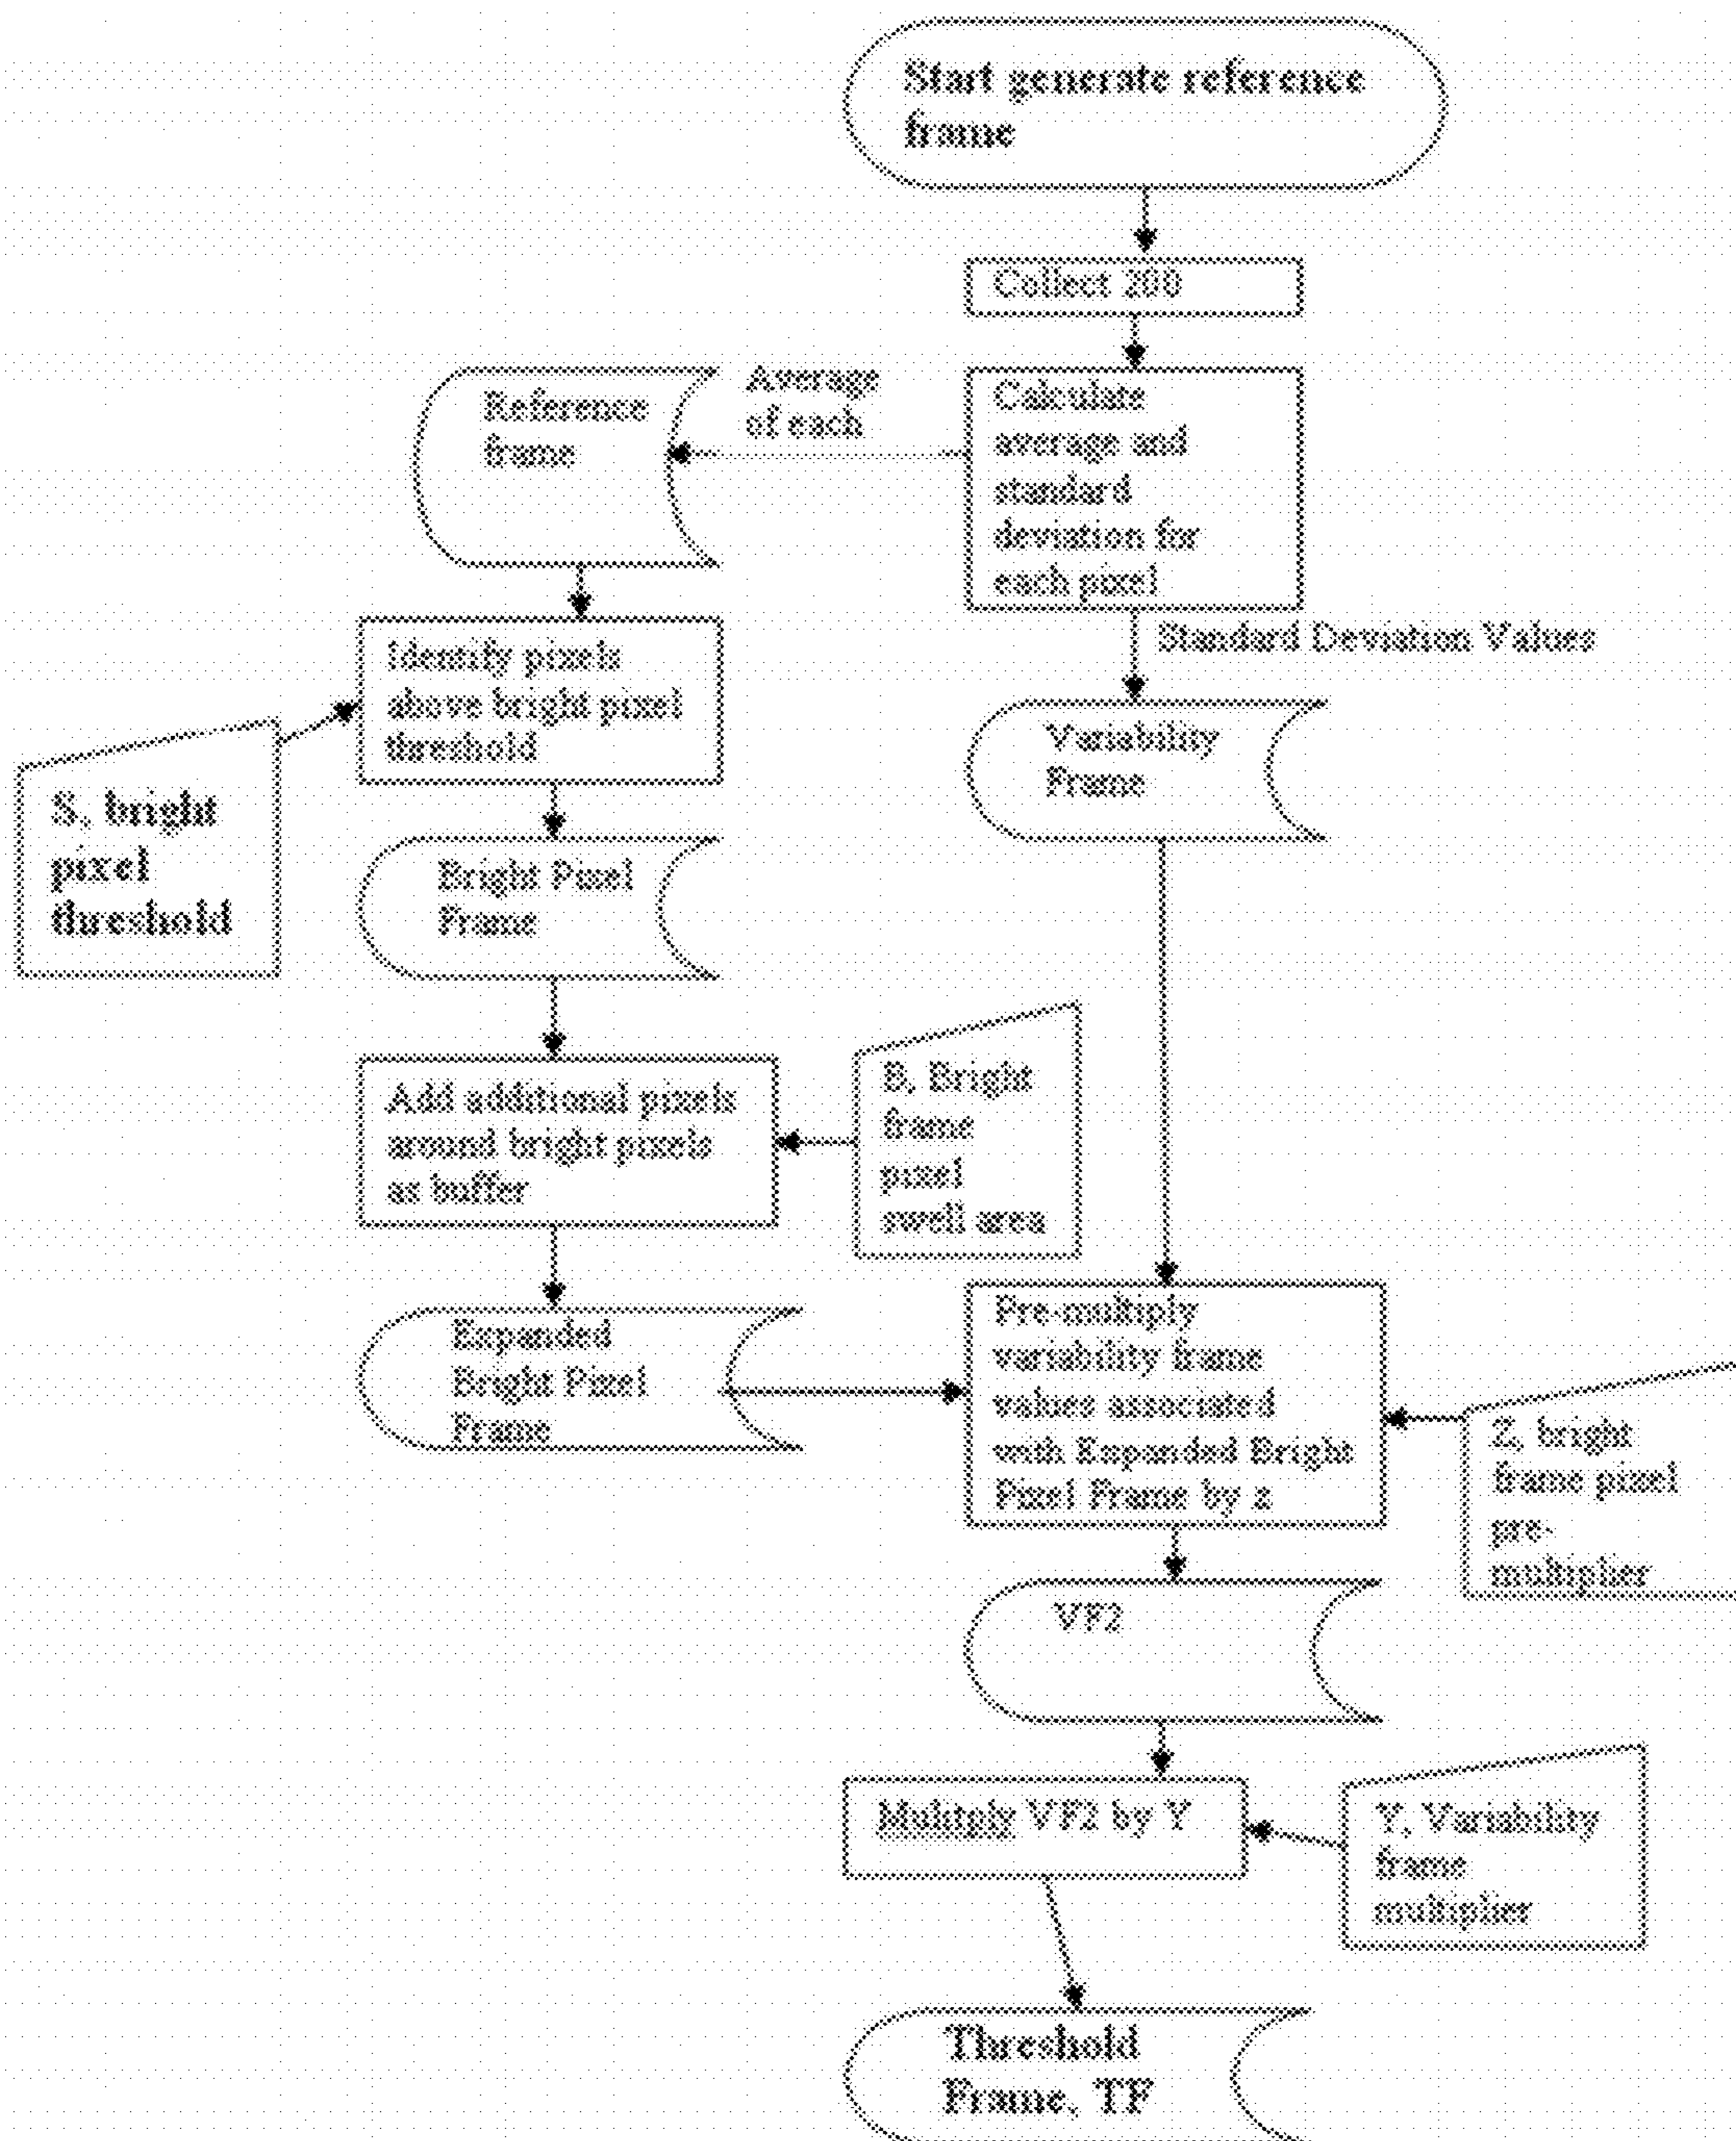 Start generate reference
frame
Collect 200
Calculate
average and
standard
deviation for
each pixel
Average
of each
Reference
frame
Standard Deviation Values
Identify pixels
above bright pixel
threshold
S, bright
pixel
threshold
Variability
Frame
Bright Pixel
Frame
Add additional pixels
around bright pixels
as buffer
B, Bright
frame
pixel
swell area
Expanded
Bright Pixel
Frame
Pre-multiply
variability frame
values associated
with Expanded Bright
Pixel Frame by z
Z, bright
frame pixel
pre-
multiplier
VF2
Mulitply VF2 by Y
Y, Variability
frame
multiplier
Threshold
Frame, TF